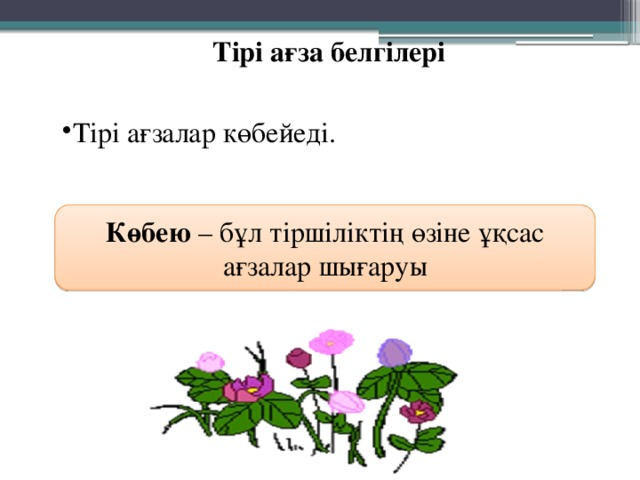 Тірі ағза белгілері
•Тірі ағзалар көбейеді.
Көбею – бұл тіршіліктің өзіне ұқсас
ағзалар шығаруы